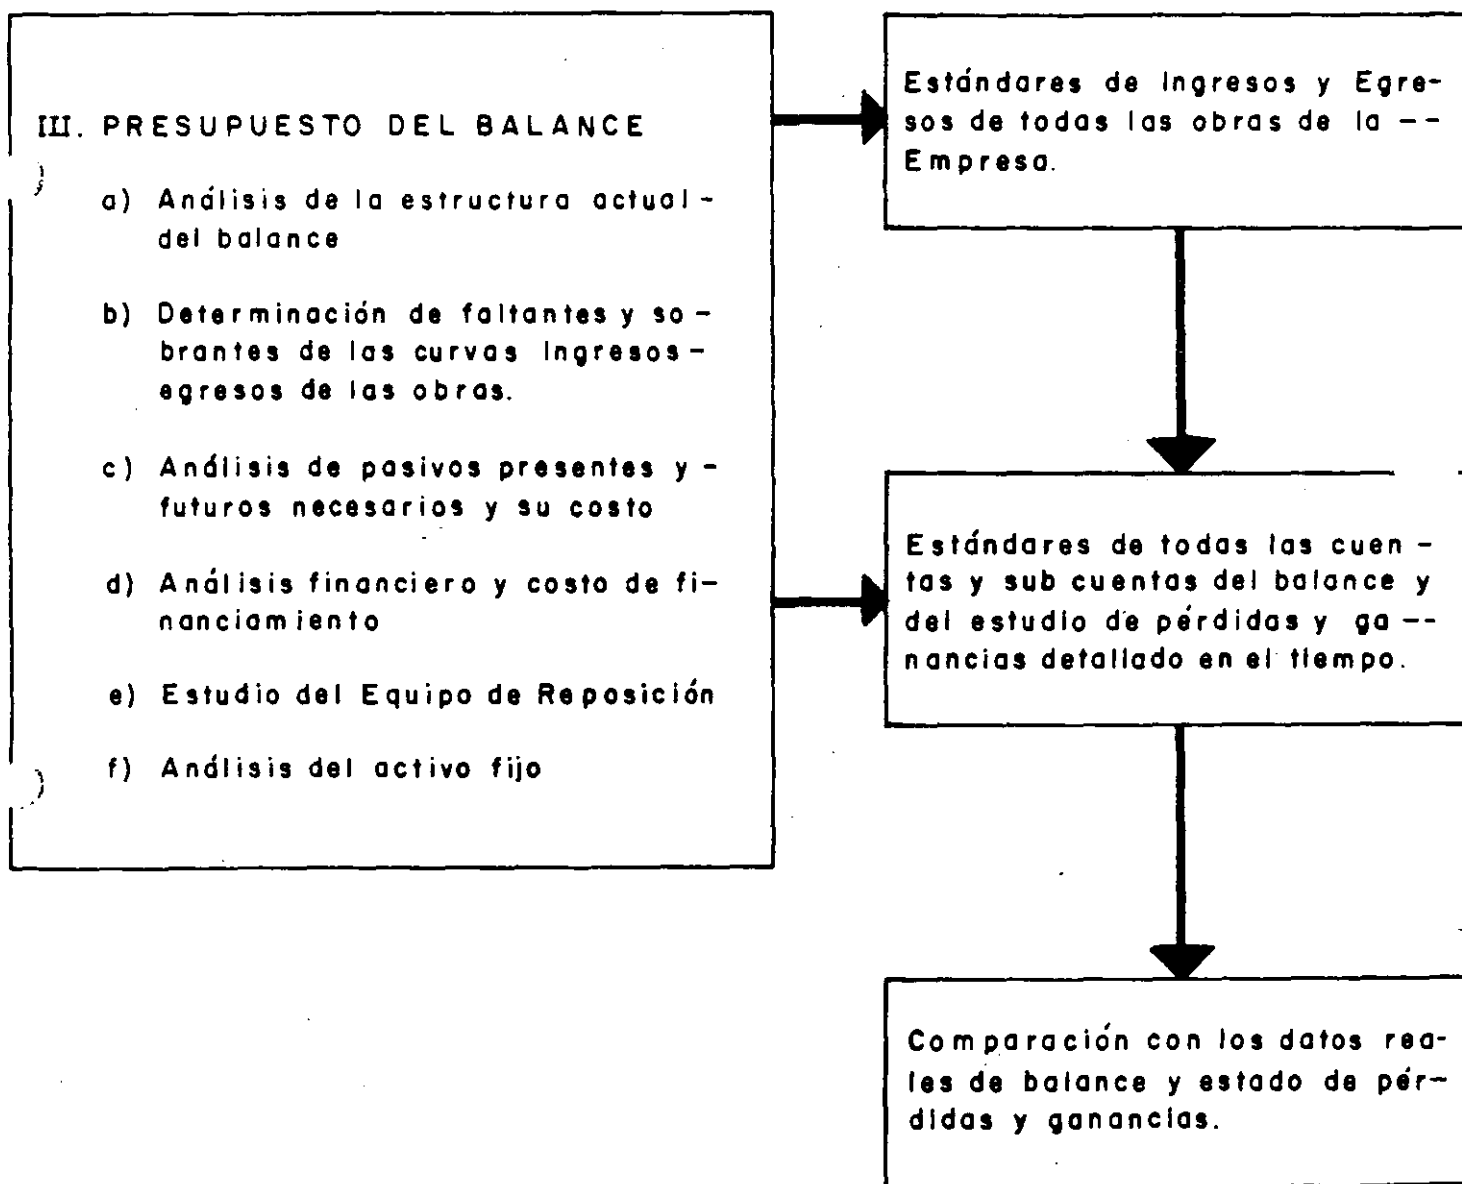 III. PRESUPUESTO DEL BALANCE
a) Análisis de la estructura actual -
del balance
b) Determinación de faltantes y so -
brantes de las curvas Ingresos -
egresos de las obras.
c) Análisis de pasivos presentes y -
futuros necesarios y su costo
d) Análisis financiero y costo de fi-
nanciamiento
e) Estudio del Equipo de Reposición
f) Análisis del activo fijo
Estándares de Ingresos y Egre-
sos de todas las obras de la --
Empresa.
Estándares de todas las cuen -
tas y sub cuentas del balance y
del estudio de pérdidas y ga --
nancias detallado en el tiempo.
Comparación con los datos rea-
les de balance y estado de pér-
didas y ganancias.